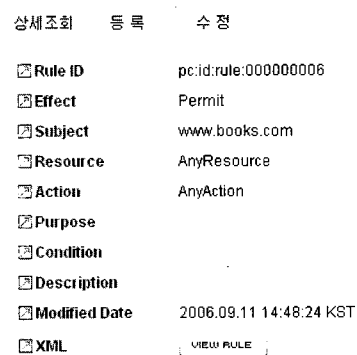 상세조회 등 록 수 정
Rule ID pc:id:rule:000000006
Effect Permit
Subject www.books.com
Resource AnyResource
Action AnyAction
Purpose
Condition
Description
Modified Date 2006.09.11 14:48:24 KST
XML VIEW RULE